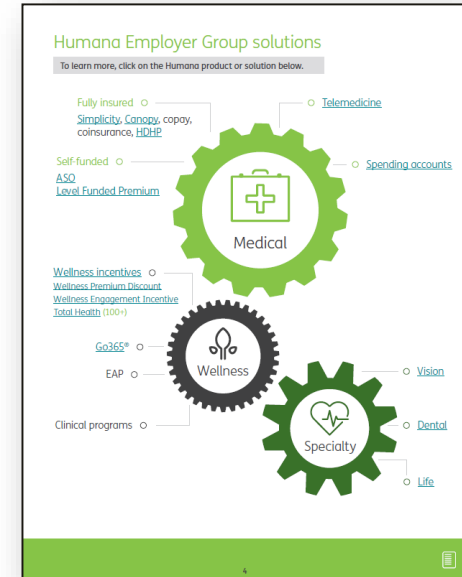 Humana Employer Group solutions
To learn more, click on the Humana product or solution below.
Fully insured
Simplicity, Canopy, copay,
coinsurance, HDHP
Self-funded
ASO
Level Funded Premium
Telemedicine
Spending accounts
Medical
Wellness incentives
Wellness Premium Discount
Wellness Engagement Incentive
Total Health (100+)
Go365®
EAP
Clinical programs
Wellness
Vision
Dental
Life
Specialty
4